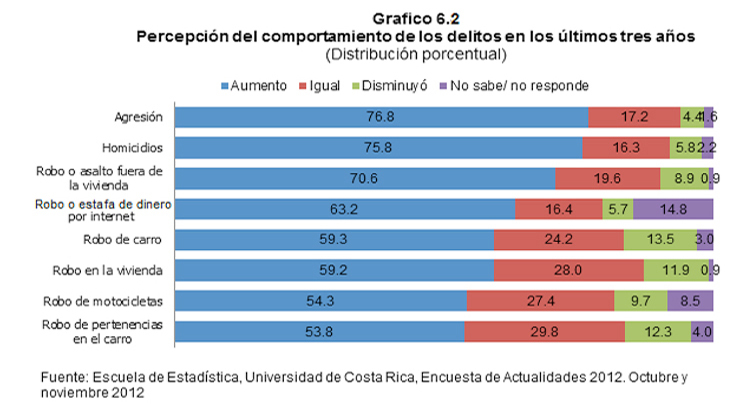 Grafico 6.2
Percepción del comportamiento de los delitos en los últimos tres años
(Distribución porcentual)
Aumento Igual Disminuyó No sabe/ no responde
Agresión 76.8 17.2 4.4 1.6
Homicidios 75.8 16.3 5.8 2.2
Robo o asalto fuera de
la vivienda 70.6 19.6 8.9 0.9
Robo o estafa de dinero
por internet 63.2 16.4 5.7 14.8
Robo de carro 59.3 24.2 13.5 3.0
Robo en la vivienda 59.2 28.0 11.9 0.9
Robo de motocicletas 54.3 27.4 9.7 8.5
Robo de pertenencias
en el carro 53.8 29.8 12.3 4.0
Fuente: Escuela de Estadística, Universidad de Costa Rica, Encuesta de Actualidades 2012. Octubre y
noviembre 2012